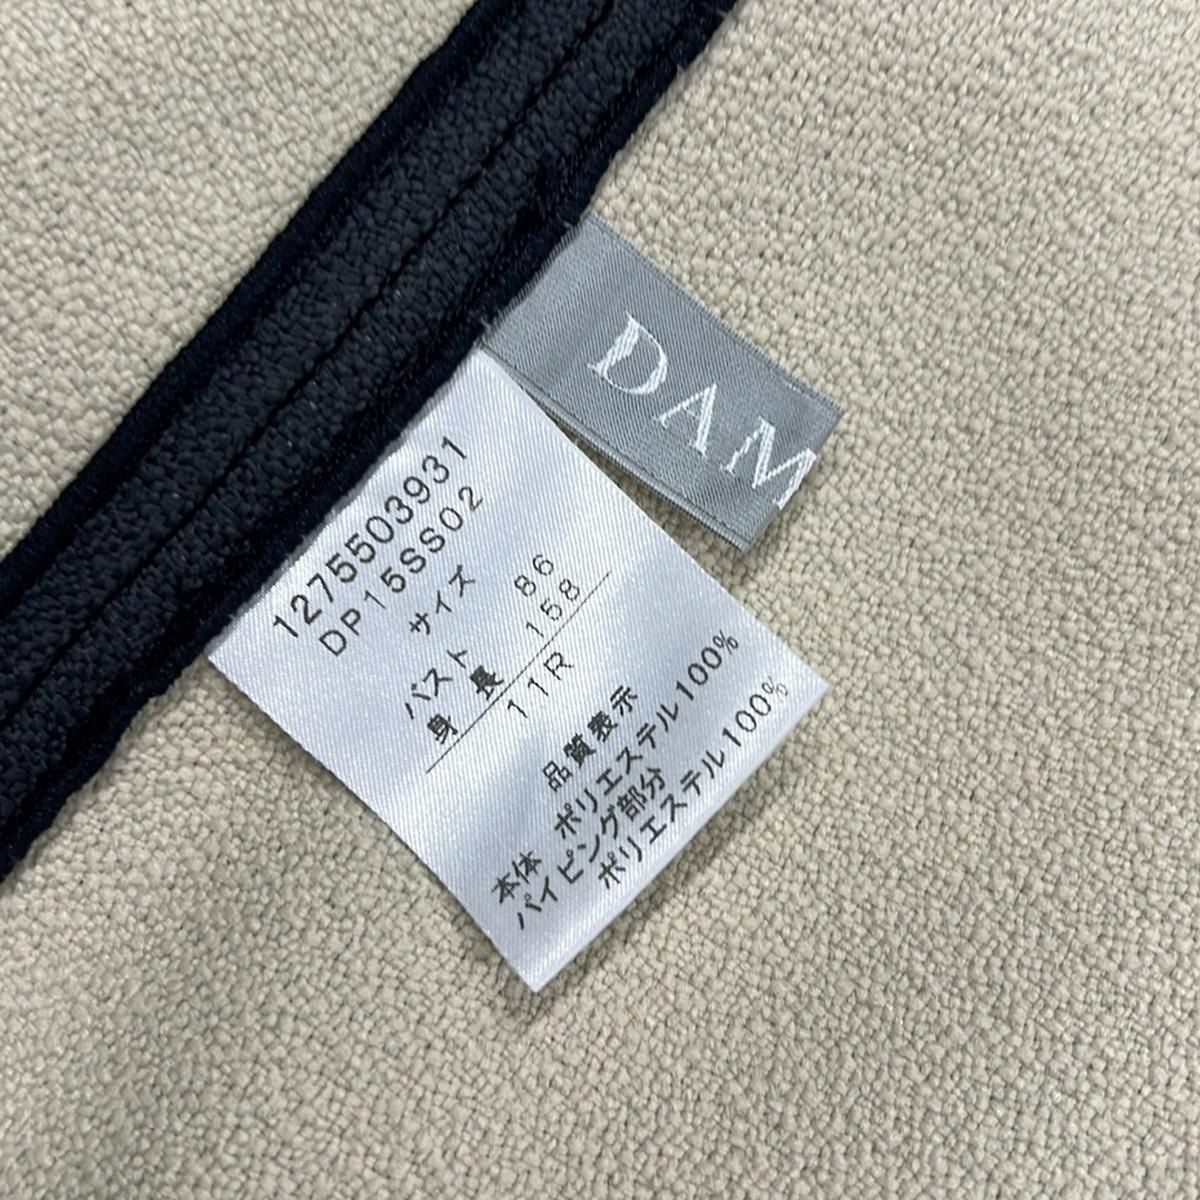 DAM
1275503931
DP15SS02
サイズ
バスト 86
身長 158
11R
品質表示
本体 ポリエステル100%
パイピング部分
ポリエステル100%